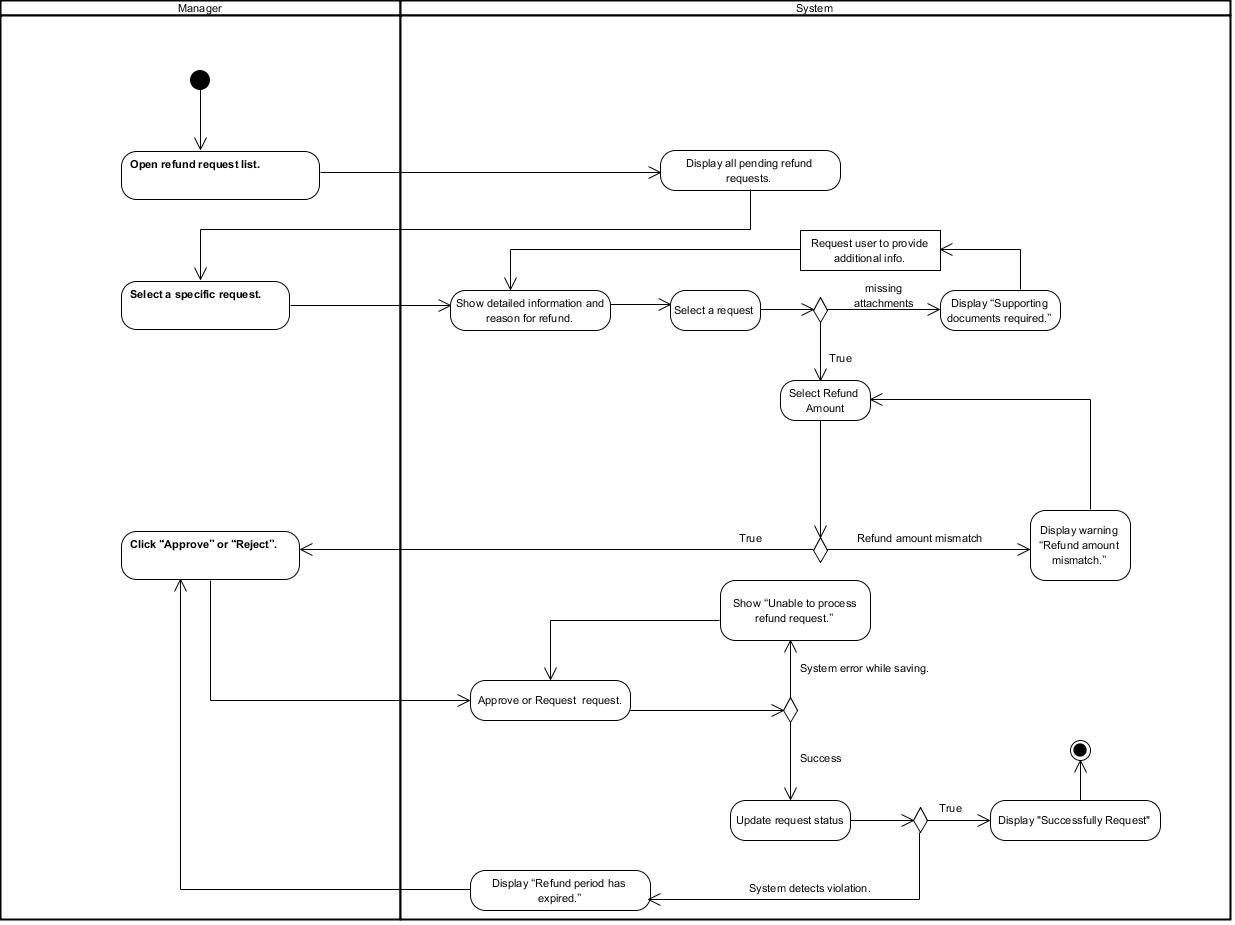 Manager
System
Open refund request list.
Display all pending refund
requests.
Request user to provide
additional info.
Select a specific request.
Show detailed information and
reason for refund.
Select a request
missing
attachments
Display “Supporting
documents required.”
True
Select Refund
Amount
Click “Approve” or “Reject”.
True
Refund amount mismatch
Display warning
“Refund amount
mismatch.”
Show “Unable to process
refund request.”
System error while saving.
Approve or Request  request.
Success
Update request status
True
Display "Successfully Request"
Display “Refund period has
expired.”
System detects violation.